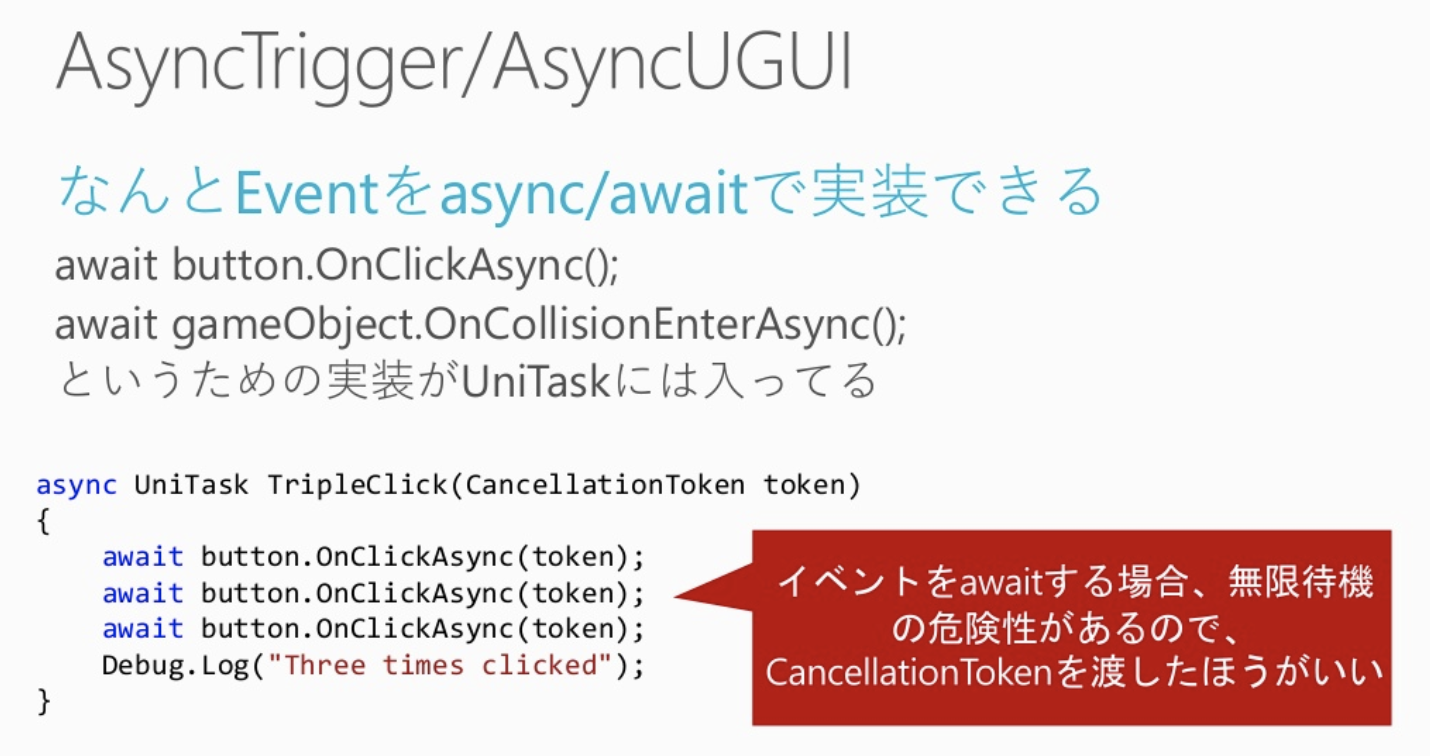 AsyncTrigger/AsyncUGUI
なんとEventをasync/awaitで実装できる
await button.OnClickAsync();
await gameObject.OnCollisionEnterAsync();
というための実装がUniTaskには入ってる
async UniTask TripleClick(CancellationToken token)
{
    await button.OnClickAsync(token);
    await button.OnClickAsync(token);
    await button.OnClickAsync(token);
    Debug.Log("Three times clicked");
}
イベントをawaitする場合、無限待機
の危険性があるので、
CancellationTokenを渡したほうがいい